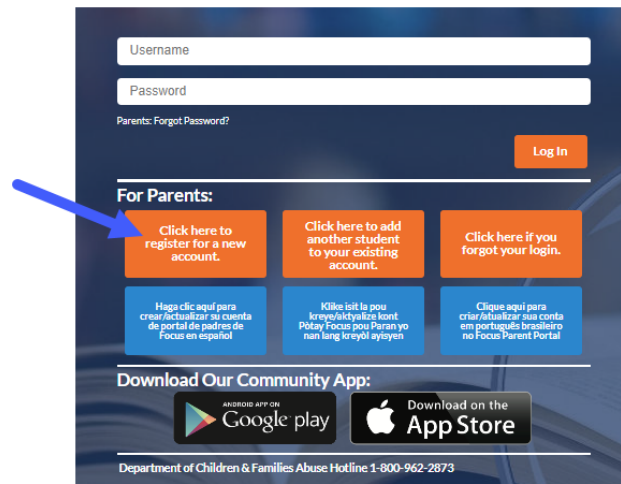 Username
Password
Parents: Forgot Password?
Log In
For Parents:
Click here to
register for a new
account.
Click here to add
another student
to your existing
account.
Click here if you
forgot your login.
Haga clic aquí para
crear/actualizar su cuenta
de portal de padres de
Focus en español
Klike isit la pou
kreye/aktyalize kont
Pòtay Focus pou Paran yo
nan lang kreyòl ayisyen
Clique aqui para
criar/atualizar sua conta
em português brasileiro
no Focus Parent Portal
Download Our Community App:
ANDROID APP ON
Google play
Download on the
App Store
Department of Children & Families Abuse Hotline 1-800-962-2873